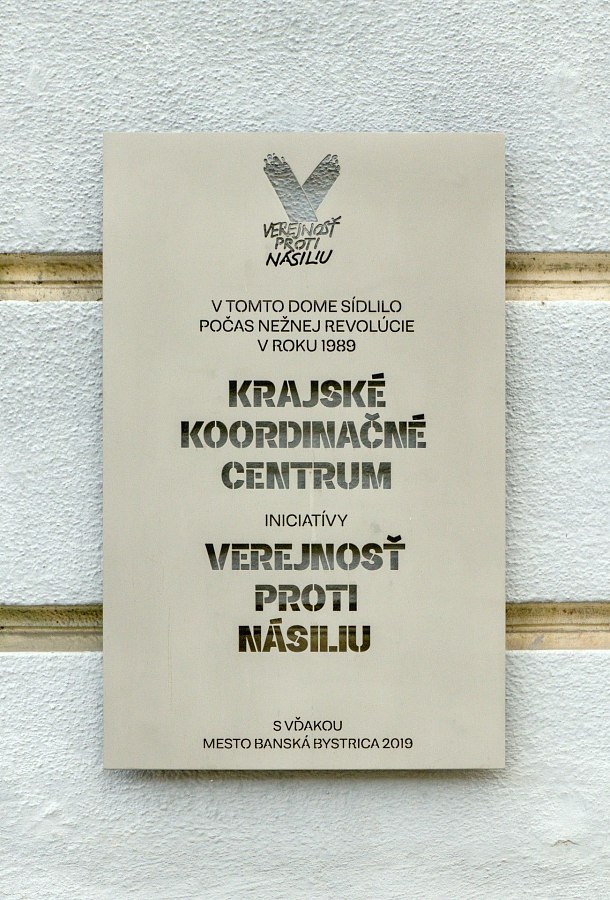 VEREJNOSŤ
PROTI
NÁSILIU
V TOMTO DOME SÍDLILO
POČAS NEŽNEJ REVOLÚCIE
V ROKU 1989
KRAJSKÉ
KOORDINAČNÉ
CENTRUM
INICIATÍVY
VEREJNOSŤ
PROTI
NÁSILIU
S VĎAKOU
MESTO BANSKÁ BYSTRICA 2019